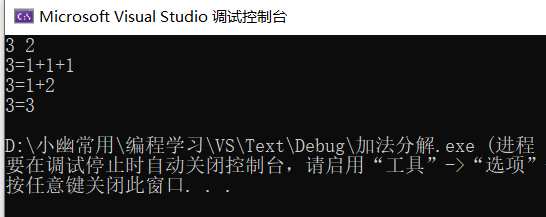 Microsoft Visual Studio 调试控制台
3 2
3=1+1+1
3=1+2
3=3
D:\小幽常用\编程学习\VS\Text\Debug\加法分解.exe (进程
要在调试停止时自动关闭控制台，请启用“工具”->“选项”
按任意键关闭此窗口. . .